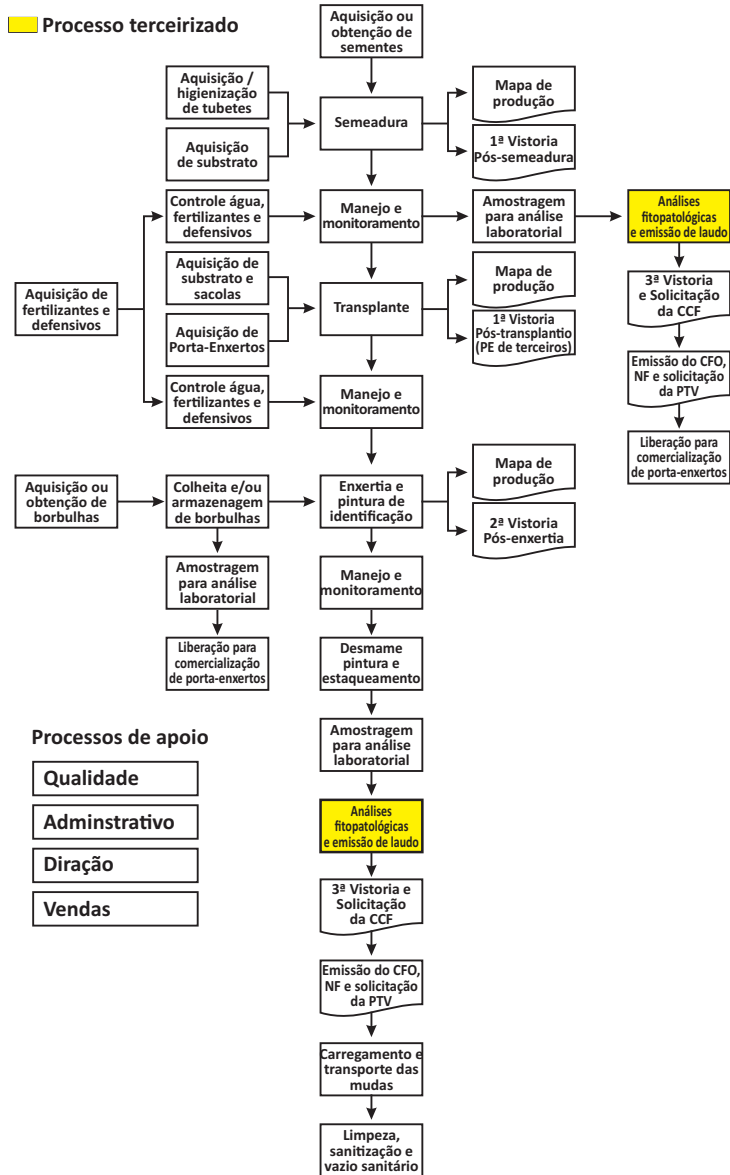 Processo terceirizado
Aquisição ou
obtenção de
sementes
Aquisição /
higienização
de tubetes
Aquisição
de substrato
Semeadura
Mapa de
produção
1ª Vistoria
Pós-semeadura
Controle água,
fertilizantes e
defensivos
Manejo e
monitoramento
Amostragem
para análise
laboratorial
Análises
fitopatológicas
e emissão de laudo
Aquisição de
fertilizantes e
defensivos
Aquisição de
substrato e
sacolas
Aquisição de
Porta-Enxertos
Transplante
Mapa de
produção
1ª Vistoria
Pós-transplantio
(PE de terceiros)
3ª Vistoria
e Solicitação
da CCF
Emissão do CFO,
NF e solicitação
da PTV
Liberação para
comercialização
de porta-enxertos
Controle água,
fertilizantes e
defensivos
Manejo e
monitoramento
Aquisição ou
obtenção de
borbulhas
Colheita e/ou
armazenagem
de borbulhas
Enxertia e
pintura de
identificação
Mapa de
produção
2ª Vistoria
Pós-enxertia
Amostragem
para análise
laboratorial
Liberação para
comercialização
de porta-enxertos
Manejo e
monitoramento
Desmame
pintura e
estaqueamento
Amostragem
para análise
laboratorial
Análises
fitopatológicas
e emissão de laudo
3ª Vistoria e
Solicitação
da CCF
Emissão do CFO,
NF e solicitação
da PTV
Carregamento e
transporte das
mudas
Limpeza,
sanitização e
vazio sanitário
Processos de apoio
Qualidade
Adminstrativo
Diração
Vendas